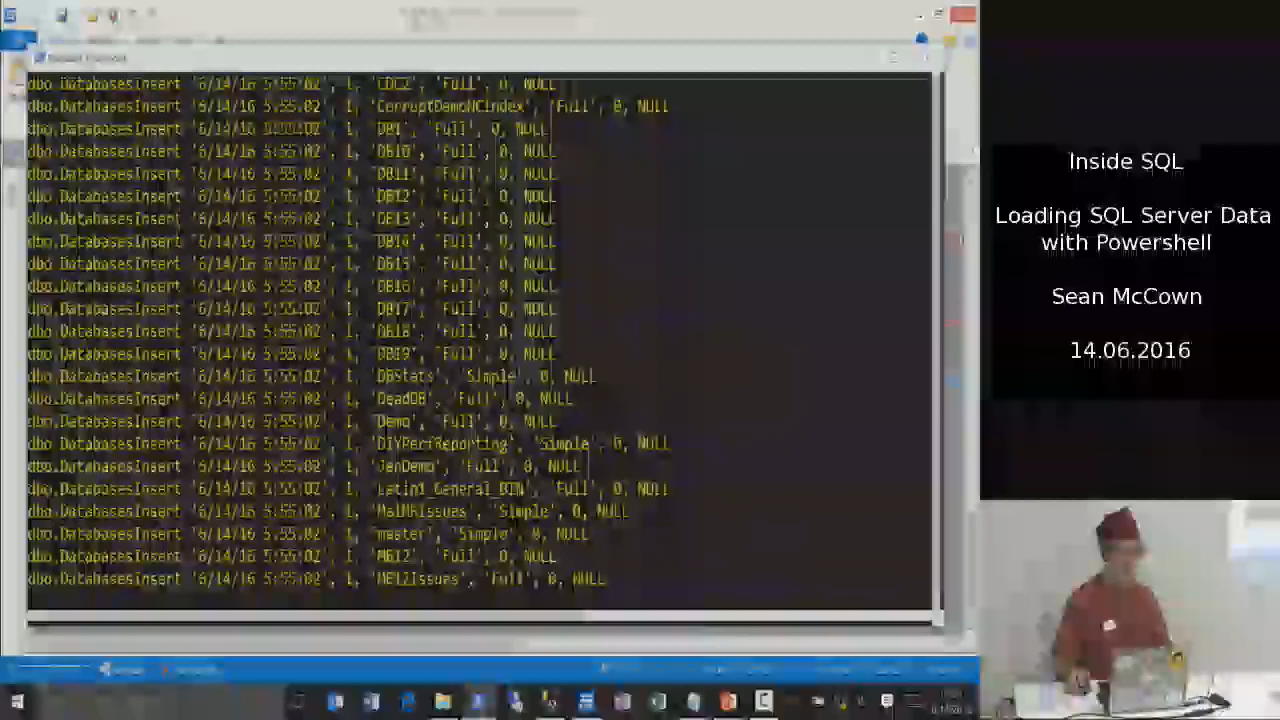 dbo.DatabasesInsert '6/14/16 5:55:02', 1, 'CDC2', 'Full', 0, NULL
dbo.DatabasesInsert '6/14/16 5:55:02', 1, 'CorruptDemoNCindex', 'Full', 0, NULL
dbo.DatabasesInsert '6/14/16 5:55:02', 1, 'DB1', 'Full', 0, NULL
dbo.DatabasesInsert '6/14/16 5:55:02', 1, 'DB10', 'Full', 0, NULL
dbo.DatabasesInsert '6/14/16 5:55:02', 1, 'DB11', 'Full', 0, NULL
dbo.DatabasesInsert '6/14/16 5:55:02', 1, 'DB12', 'Full', 0, NULL
dbo.DatabasesInsert '6/14/16 5:55:02', 1, 'DB13', 'Full', 0, NULL
dbo.DatabasesInsert '6/14/16 5:55:02', 1, 'DB14', 'Full', 0, NULL
dbo.DatabasesInsert '6/14/16 5:55:02', 1, 'DB15', 'Full', 0, NULL
dbo.DatabasesInsert '6/14/16 5:55:02', 1, 'DB16', 'Full', 0, NULL
dbo.DatabasesInsert '6/14/16 5:55:02', 1, 'DB17', 'Full', 0, NULL
dbo.DatabasesInsert '6/14/16 5:55:02', 1, 'DB18', 'Full', 0, NULL
dbo.DatabasesInsert '6/14/16 5:55:02', 1, 'DB19', 'Full', 0, NULL
dbo.DatabasesInsert '6/14/16 5:55:02', 1, 'DBStats', 'Simple', 0, NULL
dbo.DatabasesInsert '6/14/16 5:55:02', 1, 'DeadDB', 'Full', 0, NULL
dbo.DatabasesInsert '6/14/16 5:55:02', 1, 'Demo', 'Full', 0, NULL
dbo.DatabasesInsert '6/14/16 5:55:02', 1, 'DIYPerfReporting', 'Simple', 0, NULL
dbo.DatabasesInsert '6/14/16 5:55:02', 1, 'JenDemo', 'Full', 0, NULL
dbo.DatabasesInsert '6/14/16 5:55:02', 1, 'Latin1_General_BIN', 'Full', 0, NULL
dbo.DatabasesInsert '6/14/16 5:55:02', 1, 'Simple', 0, NULL
dbo.DatabasesInsert '6/14/16 5:55:02', 1, 'master', 'Simple', 0, NULL
dbo.DatabasesInsert '6/14/16 5:55:02', 1, 'MB12', 'Full', 0, NULL
dbo.DatabasesInsert '6/14/16 5:55:02', 1, 'Full', 0, NULL
Inside SQL
Loading SQL Server Data
with Powershell
Sean McCown
14.06.2016